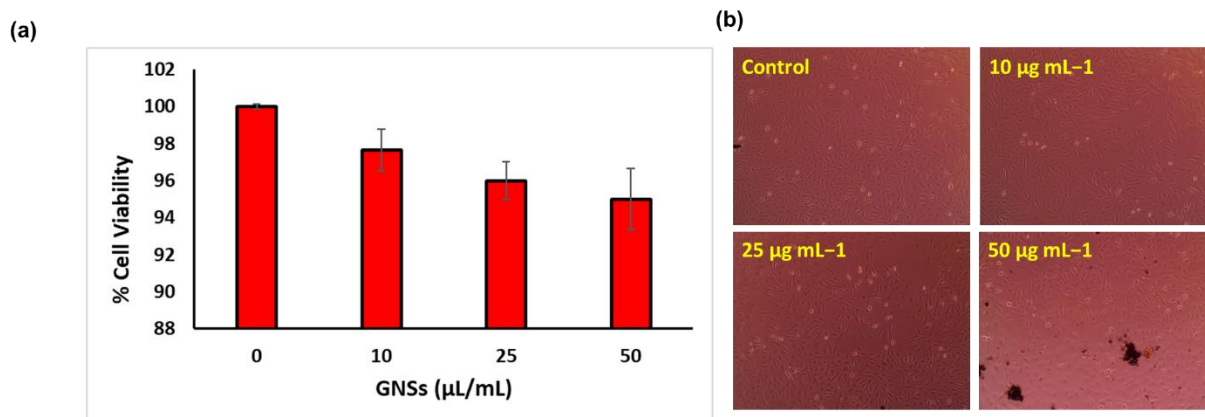 (a)
102
100
98
96
94
92
90
88
% Cell Viability
0 10 25 50
GNSs (µL/mL)
(b)
Control
10 µg mL−1
25 µg mL−1
50 µg mL−1